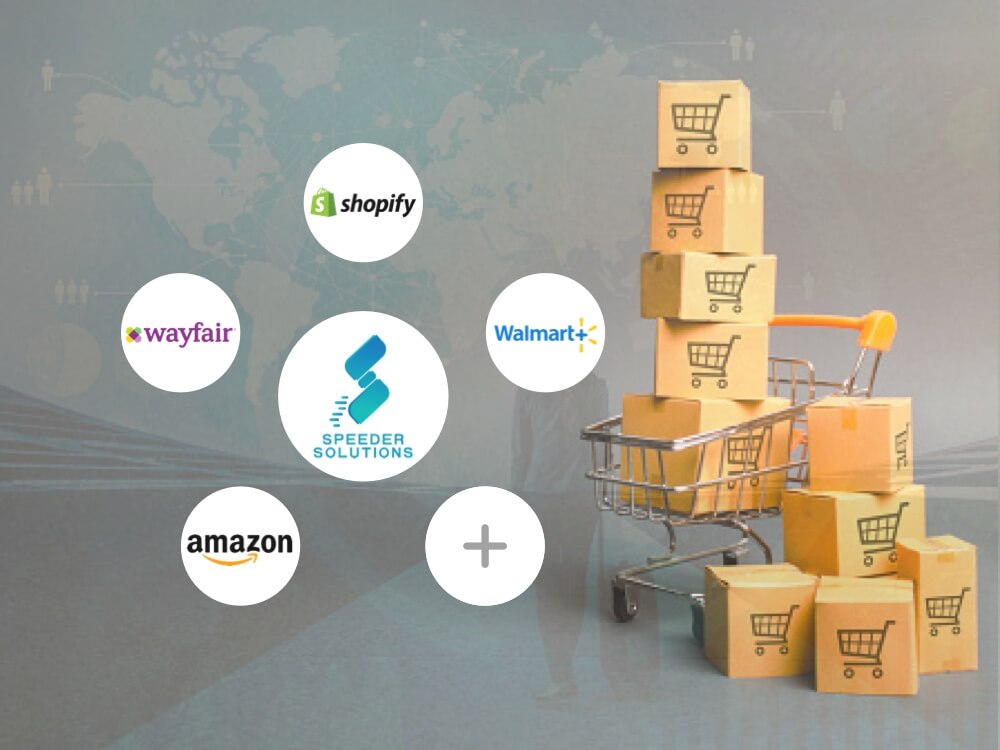 shopify
wayfair
Walmart+
SPEEDER
SOLUTIONS
amazon
+